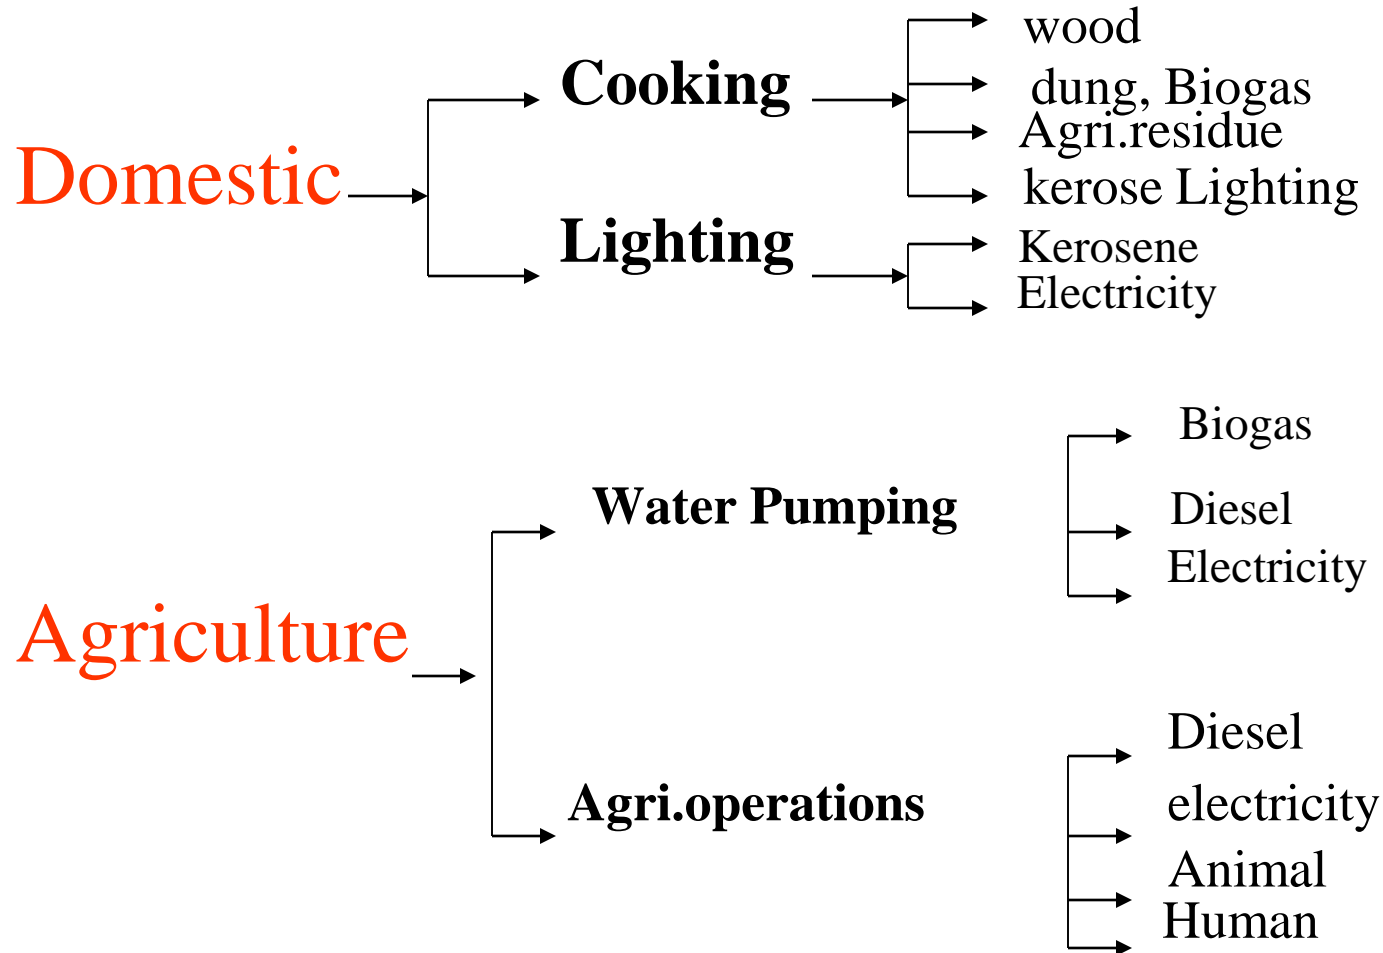 Domestic
Cooking
wood
dung, Biogas
Agri.residue
kerose Lighting
Lighting
Kerosene
Electricity
Agriculture
Water Pumping
Biogas
Diesel
Electricity
Agri.operations
Diesel
electricity
Animal
Human